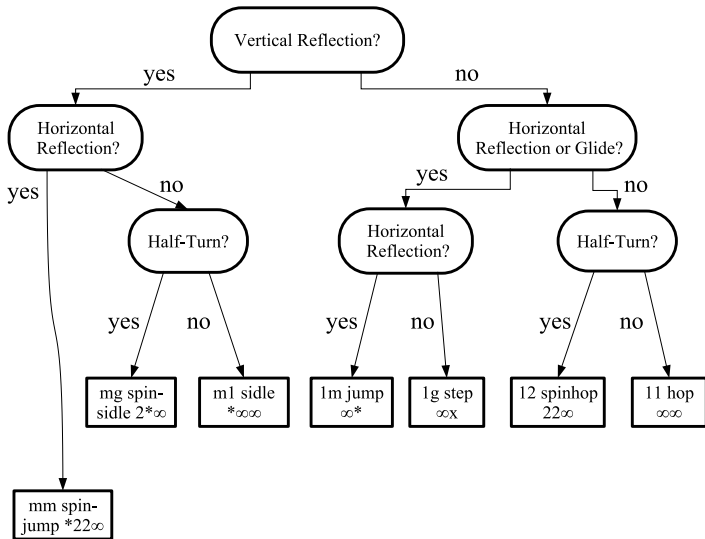 Vertical Reflection?
yes
no
Horizontal
Reflection?
Horizontal
Reflection or Glide?
yes
no
yes
no
Half-Turn?
Horizontal
Reflection?
Half-Turn?
yes
no
yes
no
yes
no
mg spin-
sidle 2*∞
m1 sidle
*∞∞
1m jump
∞*
1g step
∞x
12 spinhop
22∞
11 hop
∞∞
mm spin-
jump *22∞